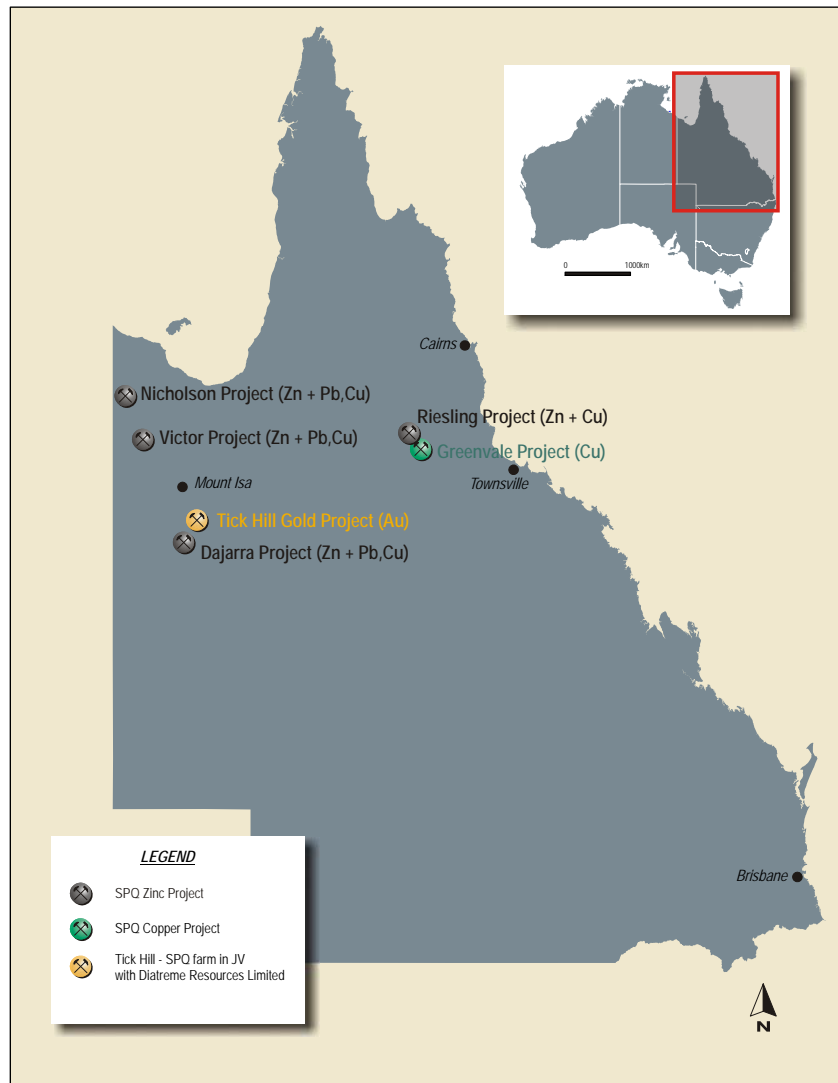 0
1000km
Cairns
Nicholson Project (Zn + Pb,Cu)
Riesling Project (Zn + Cu)
Victor Project (Zn + Pb,Cu)
Greenvale Project (Cu)
Townsville
Mount Isa
Tick Hill Gold Project (Au)
Dajarra Project (Zn + Pb,Cu)
Brisbane
LEGEND
SPQ Zinc Project
SPQ Copper Project
Tick Hill - SPQ farm in JV
with Diatreme Resources Limited
N